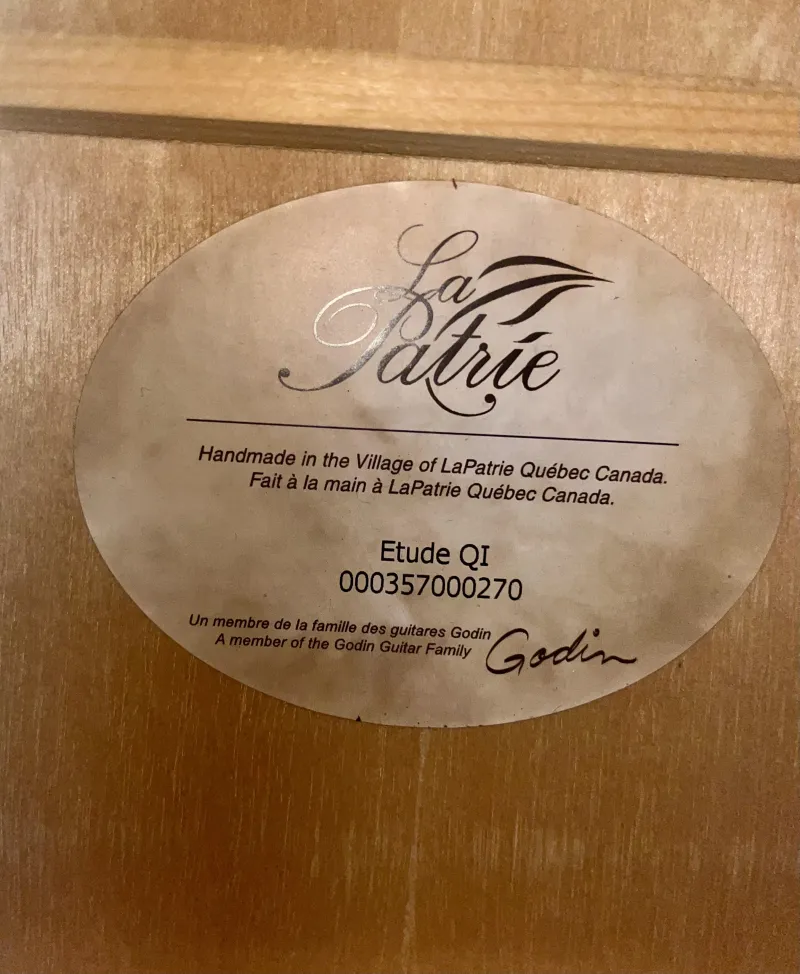 La
Patrie
Handmade in the Village of LaPatrie Québec Canada.
Fait à la main à LaPatrie Québec Canada.
Etude QI
000357000270
Un membre de la famille des guitares Godin
A member of the Godin Guitar Family
Godin